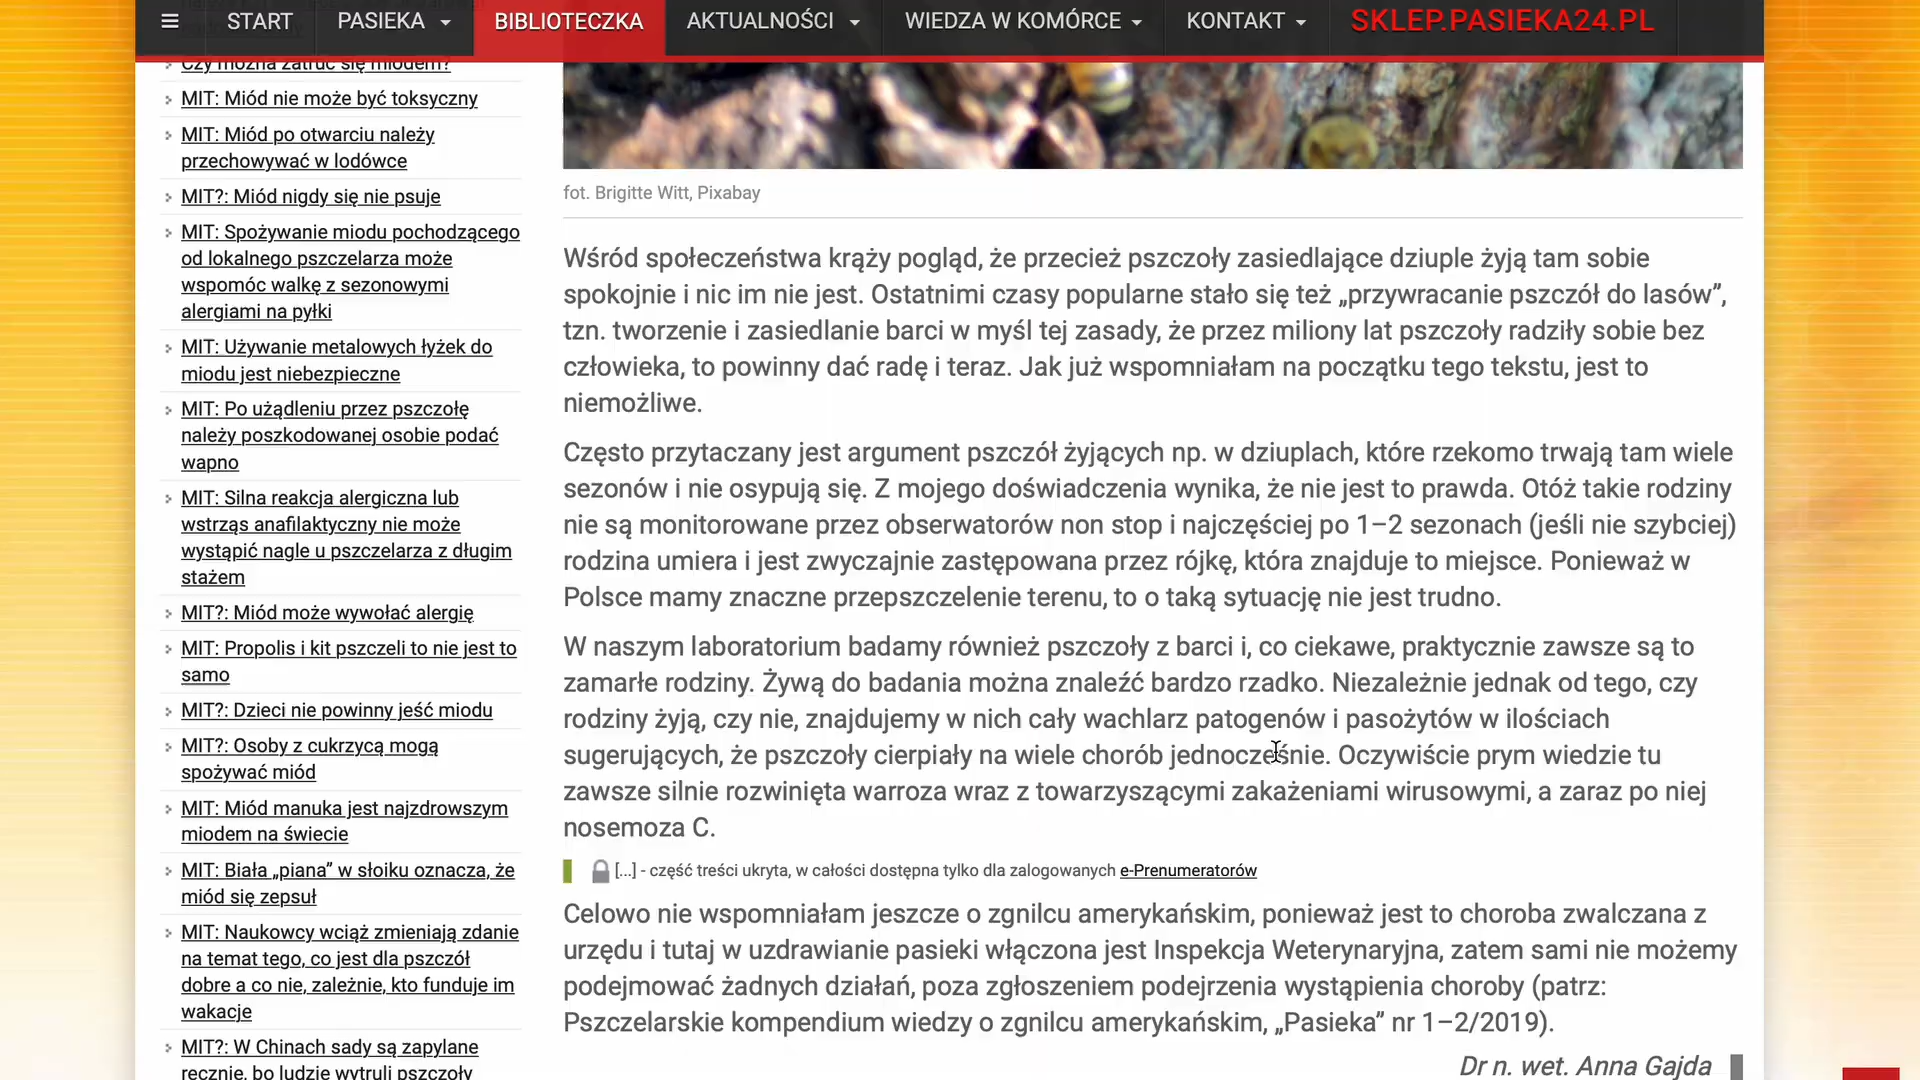 START
PASIEKA
BIBLIOTECZKA
AKTUALNOŚCI
WIEDZA W KOMÓRCE
KONTAKT
SKLEP.PASIEKA24.PL
Czy można zatruć się miodem?
MIT: Miód nie może być toksyczny
MIT: Miód po otwarciu należy
przechowywać w lodówce
MIT?: Miód nigdy się nie psuje
MIT: Spożywanie miodu pochodzącego
od lokalnego pszczelarza może
wspomóc walkę z sezonowymi
alergiami na pyłki
MIT: Używanie metalowych łyżek do
miodu jest niebezpieczne
MIT: Po użądleniu przez pszczołę
należy poszkodowanej osobie podać
wapno
MIT: Silna reakcja alergiczna lub
wstrząs anafilaktyczny nie może
wystąpić nagle u pszczelarza z długim
stażem
MIT?: Miód może wywołać alergię
MIT: Propolis i kit pszczeli to nie jest to
samo
MIT?: Dzieci nie powinny jeść miodu
MIT?: Osoby z cukrzycą mogą
spożywać miód
MIT: Miód manuka jest najzdrowszym
miodem na świecie
MIT: Biała „piana” w słoiku oznacza, że
miód się zepsuł
MIT: Naukowcy wciąż zmieniają zdanie
na temat tego, co jest dla pszczół
dobre a co nie, zależnie, kto funduje im
wakacje
MIT?: W Chinach sady są zapylane
ręcznie, bo ludzie wytruli pszczoły
fot. Brigitte Witt, Pixabay
Wśród społeczeństwa krąży pogląd, że przecież pszczoły zasiedlające dziuple żyją tam sobie
spokojnie i nic im nie jest. Ostatnimi czasy popularne stało się też „przywracanie pszczół do lasów”,
tzn. tworzenie i zasiedlanie barci w myśl tej zasady, że przez miliony lat pszczoły radziły sobie bez
człowieka, to powinny dać radę i teraz. Jak już wspomniałam na początku tego tekstu, jest to
niemożliwe.
Często przytaczany jest argument pszczół żyjących np. w dziuplach, które rzekomo trwają tam wiele
sezonów i nie osypują się. Z mojego doświadczenia wynika, że nie jest to prawda. Otóż takie rodziny
nie są monitorowane przez obserwatorów non stop i najczęściej po 1–2 sezonach (jeśli nie szybciej)
rodzina umiera i jest zwyczajnie zastępowana przez rójkę, która znajduje to miejsce. Ponieważ w
Polsce mamy znaczne przepszczelenie terenu, to o taką sytuację nie jest trudno.
W naszym laboratorium badamy również pszczoły z barci i, co ciekawe, praktycznie zawsze są to
zamarłe rodziny. Żywą do badania można znaleźć bardzo rzadko. Niezależnie jednak od tego, czy
rodziny żyją, czy nie, znajdujemy w nich cały wachlarz patogenów i pasożytów w ilościach
sugerujących, że pszczoły cierpiały na wiele chorób jednocześnie. Oczywiście prym wiedzie tu
zawsze silnie rozwinięta warroza wraz z towarzyszącymi zakażeniami wirusowymi, a zaraz po niej
nosemoza C.
[...] - część treści ukryta, w całości dostępna tylko dla zalogowanych e-Prenumeratorów
Celowo nie wspomniałam jeszcze o zgnilcu amerykańskim, ponieważ jest to choroba zwalczana z
urzędu i tutaj w uzdrawianie pasieki włączona jest Inspekcja Weterynaryjna, zatem sami nie możemy
podejmować żadnych działań, poza zgłoszeniem podejrzenia wystąpienia choroby (patrz:
Pszczelarskie kompendium wiedzy o zgnilcu amerykańskim, „Pasieka” nr 1–2/2019).
Dr n. wet. Anna Gajda